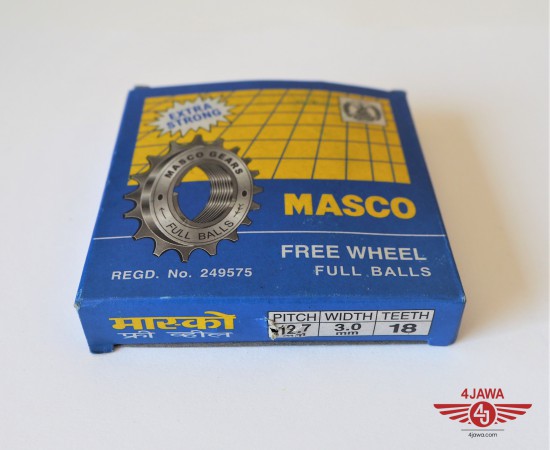 EXTRA
STRONG
MASCO GEARS
FULL BALLS
MASCO
FREE WHEEL
FULL BALLS
REGD. No. 249575
मास्को
फ्री व्हील
PITCH WIDTH TEETH
12.7 3.0 18
mm
4JAWA
4J
4jawa.com